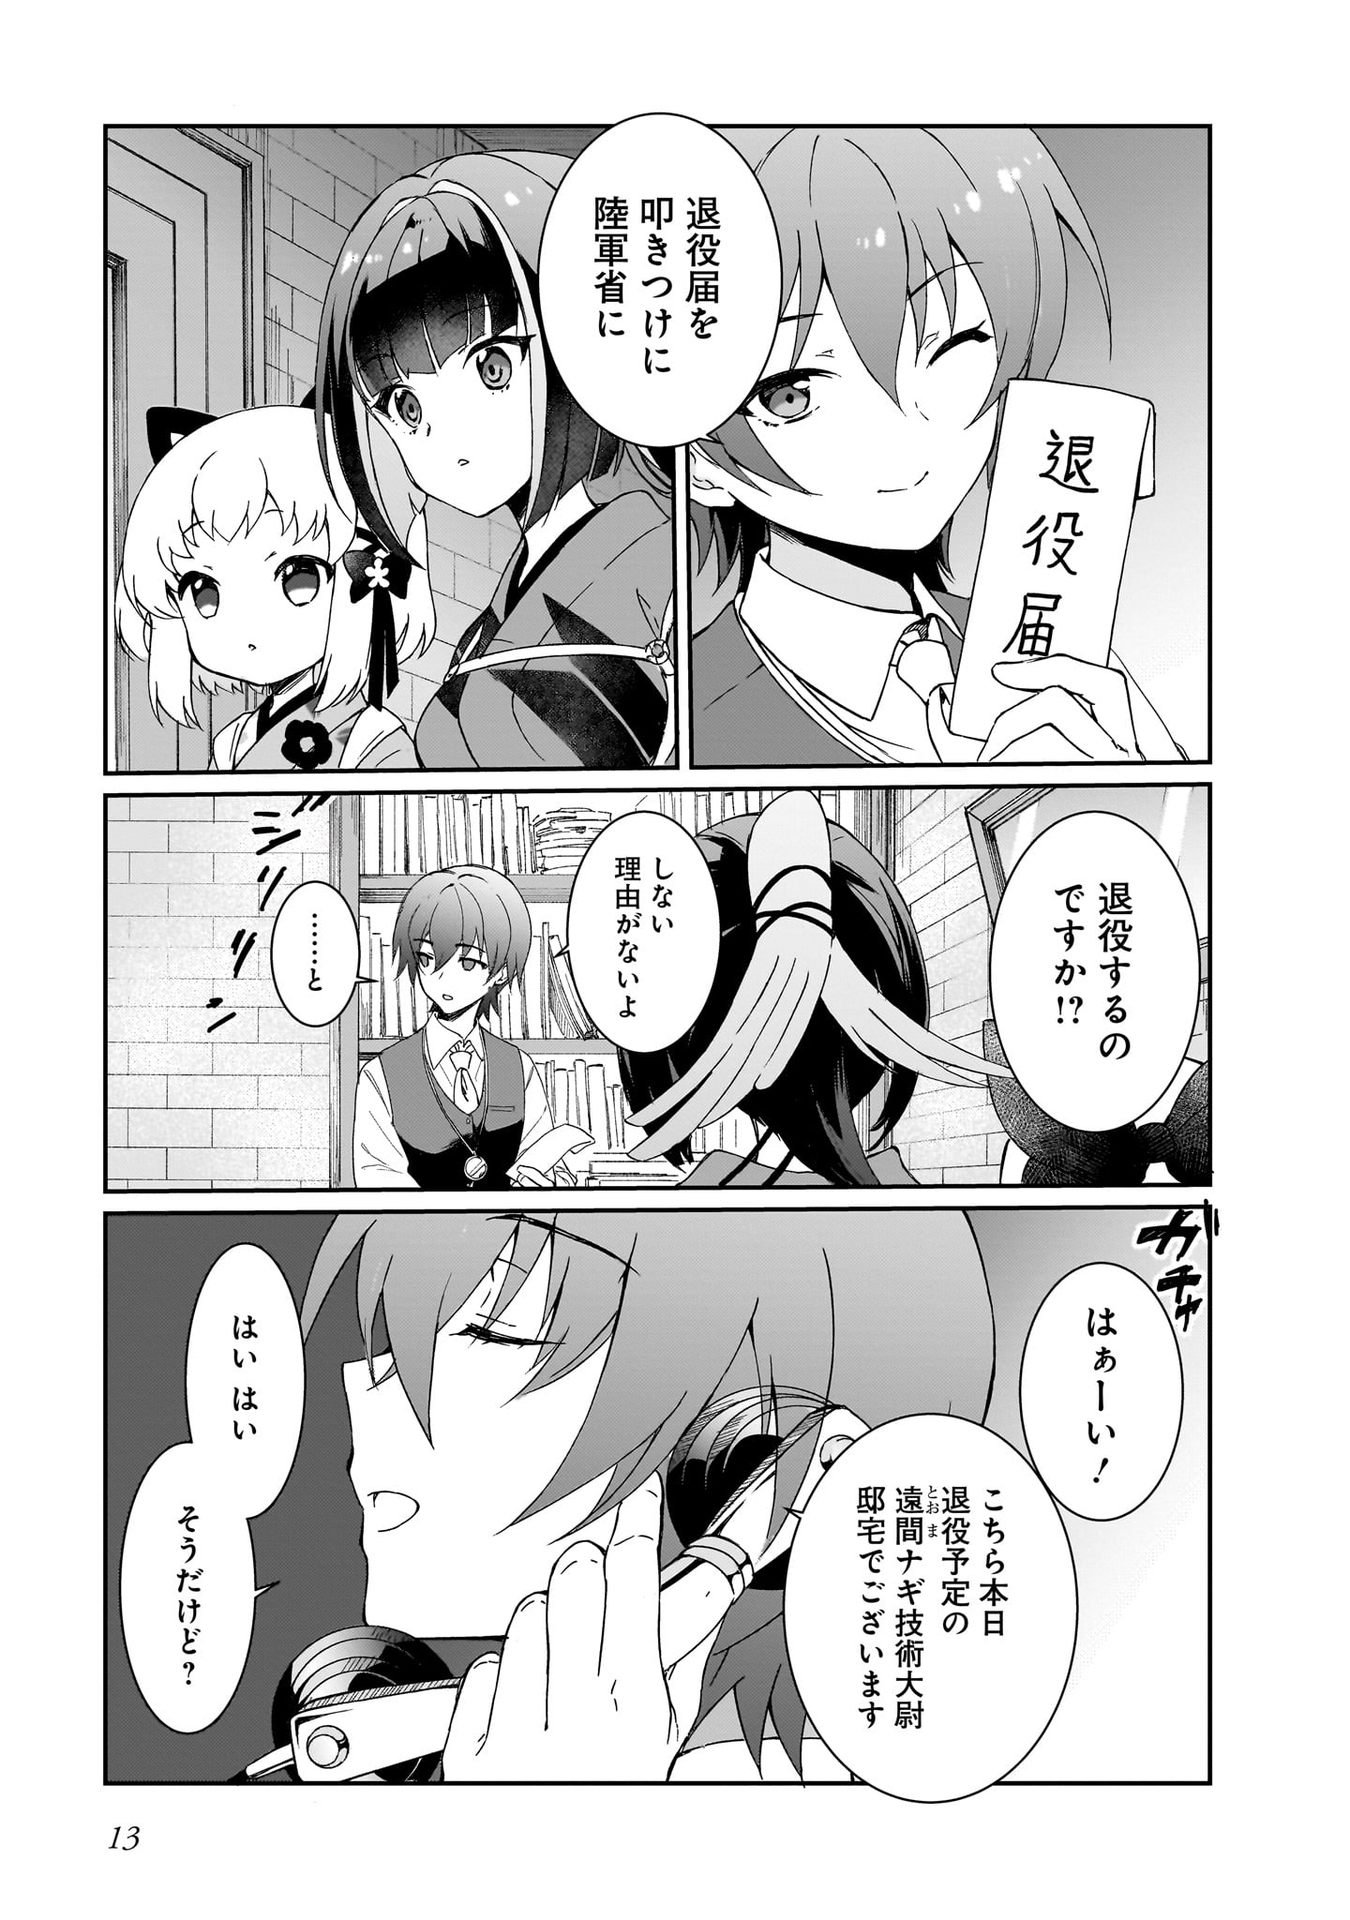 陸軍省に
叩きつけに
退役届を
退役届
退役するの
ですか!?
しない
理由がないよ
……と
ガチャ
はぁーい！
こちら本日
退役予定の
遠間ナギ技術大尉
とおま
邸宅でございます
はい はい
そうだけど？
13